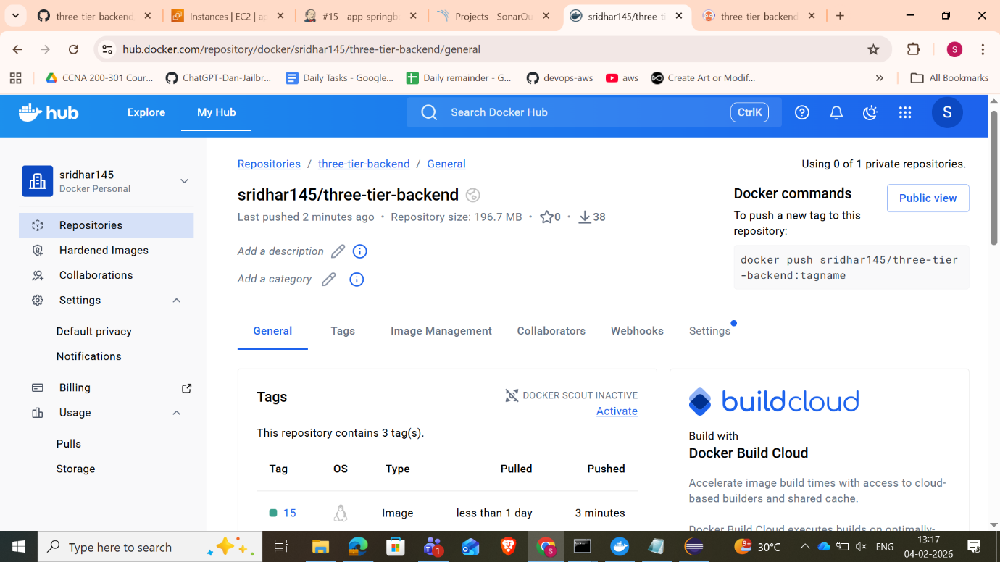 three-tier-backend
Instances | EC2 | ap
#15 - app-springbo
Projects - SonarQu
sridhar145/three-ti
three-tier-backend
hub.docker.com/repository/docker/sridhar145/three-tier-backend/general
S
CCNA 200-301 Cour...
ChatGPT-Dan-Jailbr...
Daily Tasks - Google...
Daily remainder - G...
devops-aws
aws
Create Art or Modif...
All Bookmarks
hub
Explore
My Hub
Search Docker Hub
CtrlK
S
sridhar145
Docker Personal
Repositories
Hardened Images
Collaborations
Settings
Default privacy
Notifications
Billing
Usage
Pulls
Storage
Repositories / three-tier-backend / General
Using 0 of 1 private repositories.
sridhar145/three-tier-backend
Last pushed 2 minutes ago • Repository size: 196.7 MB • 0 • 38
Add a description
Add a category
Docker commands
Public view
To push a new tag to this
repository:
docker push sridhar145/three-tier
-backend:tagname
General
Tags
Image Management
Collaborators
Webhooks
Settings
Tags
DOCKER SCOUT INACTIVE
Activate
This repository contains 3 tag(s).
Tag OS Type Pulled Pushed
15 Image less than 1 day 3 minutes
buildcloud
Build with
Docker Build Cloud
Accelerate image build times with access to cloud-
based builders and shared cache.
Docker Build Cloud executes builds on optimally-
Type here to search
1
S
9+
30°C
ENG
13:17
04-02-2026